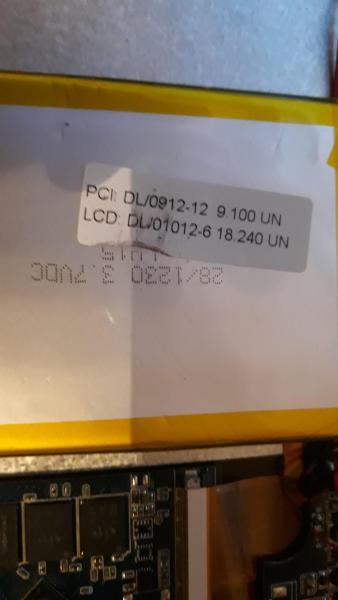 PCI: DL/0912-12 9.100 UN
LCD: DL/01012-6 18.240 UN
28/1230 3.7VDC